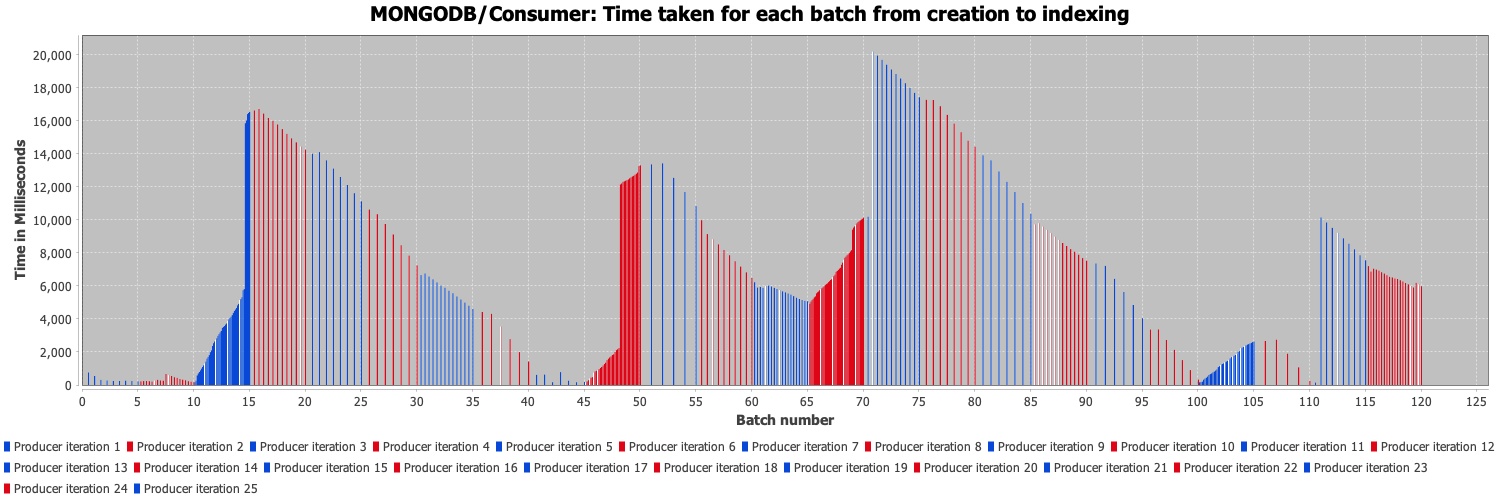 MONGODB/Consumer: Time taken for each batch from creation to indexing
Time in Milliseconds
20,000
18,000
16,000
14,000
12,000
10,000
8,000
6,000
4,000
2,000
0
0 5 10 15 20 25 30 35 40 45 50 55 60 65 70 75 80 85 90 95 100 105 110 115 120 125
Batch number
Producer iteration 1 Producer iteration 2 Producer iteration 3 Producer iteration 4 Producer iteration 5 Producer iteration 6 Producer iteration 7 Producer iteration 8 Producer iteration 9 Producer iteration 10 Producer iteration 11 Producer iteration 12
Producer iteration 13 Producer iteration 14 Producer iteration 15 Producer iteration 16 Producer iteration 17 Producer iteration 18 Producer iteration 19 Producer iteration 20 Producer iteration 21 Producer iteration 22 Producer iteration 23
Producer iteration 24 Producer iteration 25